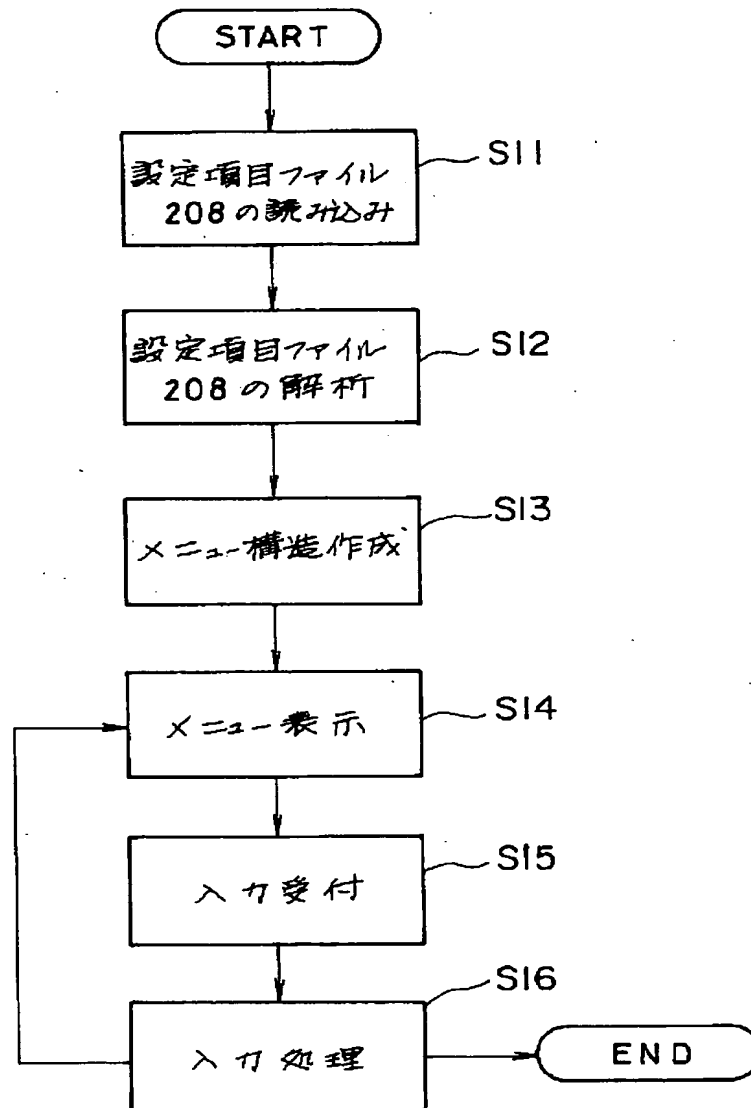 START
設定項目ファイル
208の読み込み
S11
設定項目ファイル
208の解析
S12
メニュー構造作成
S13
メニュー表示
S14
入力受付
S15
入力処理
S16
END